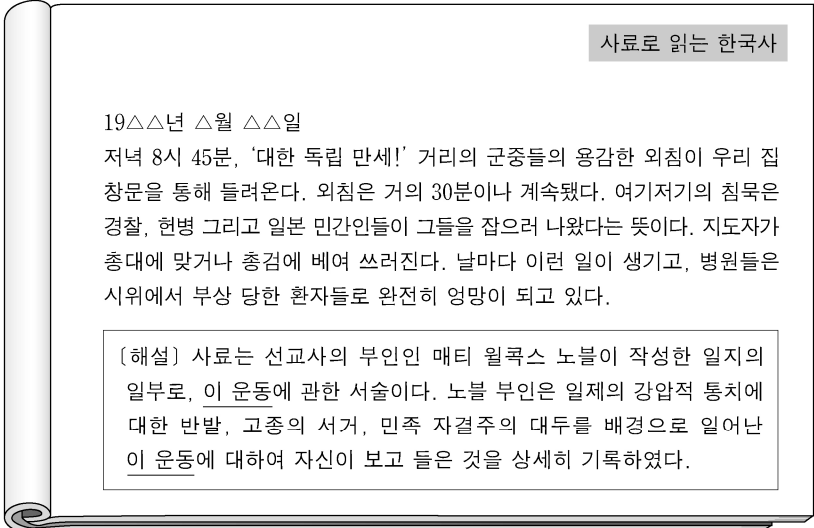 사료로 읽는 한국사
19△△년 △월 △△일
저녁 8시 45분, ‘대한 독립 만세!’ 거리의 군중들의 용감한 외침이 우리 집
창문을 통해 들려온다. 외침은 거의 30분이나 계속됐다. 여기저기의 침묵은
경찰, 헌병 그리고 일본 민간인들이 그들을 잡으러 나왔다는 뜻이다. 지도자가
총대에 맞거나 총검에 베여 쓰러진다. 날마다 이런 일이 생기고, 병원들은
시위에서 부상 당한 환자들로 완전히 엉망이 되고 있다.
〔해설〕 사료는 선교사의 부인인 매티 윌콕스 노블이 작성한 일지의
일부로, 이 운동에 관한 서술이다. 노블 부인은 일제의 강압적 통치에
대한 반발, 고종의 서거, 민족 자결주의 대두를 배경으로 일어난
이 운동에 대하여 자신이 보고 들은 것을 상세히 기록하였다.